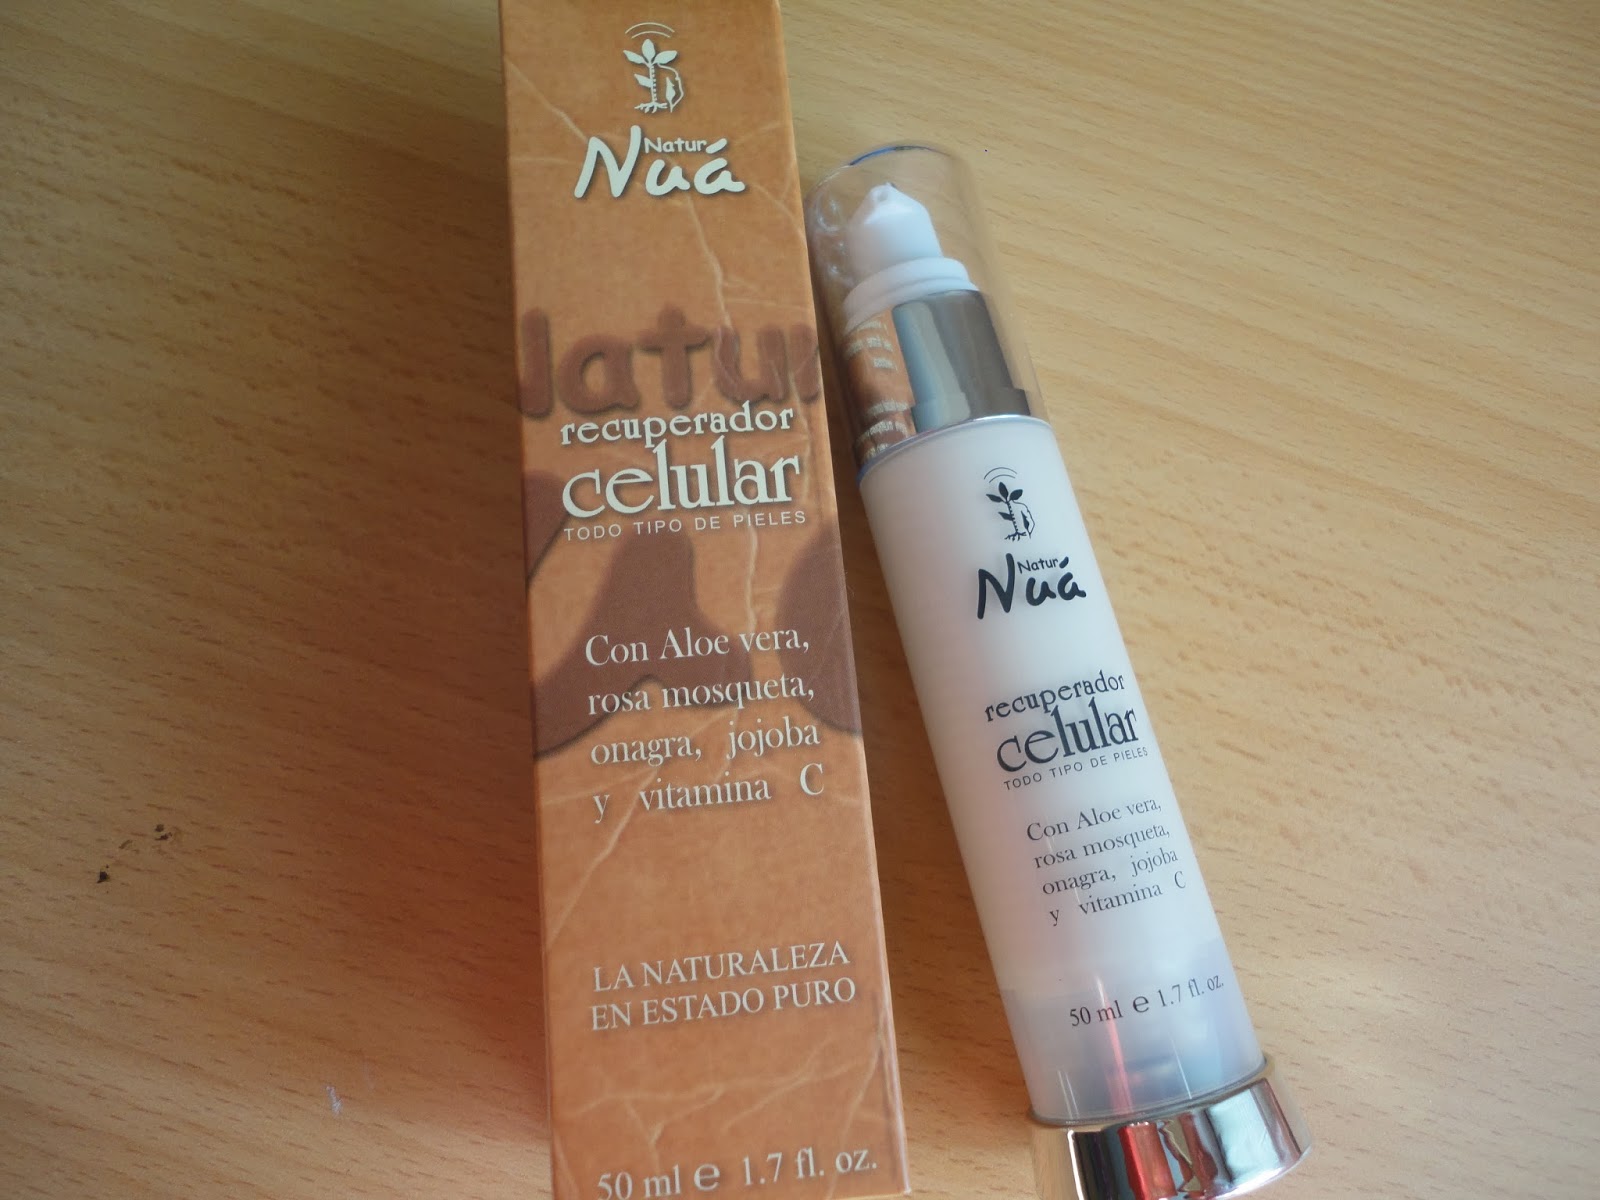 Natur
Nuá
Natur
recuperador
celular
TODO TIPO DE PIELES
Con Aloe vera,
rosa mosqueta,
onagra, jojoba
y vitamina C
LA NATURALEZA
EN ESTADO PURO
50 ml e 1.7 fl. oz.
Natur
Nuá
recuperador
celular
TODO TIPO DE PIELES
Con Aloe vera,
rosa mosqueta,
onagra, jojoba
y vitamina C
50 ml e 1.7 fl. oz.